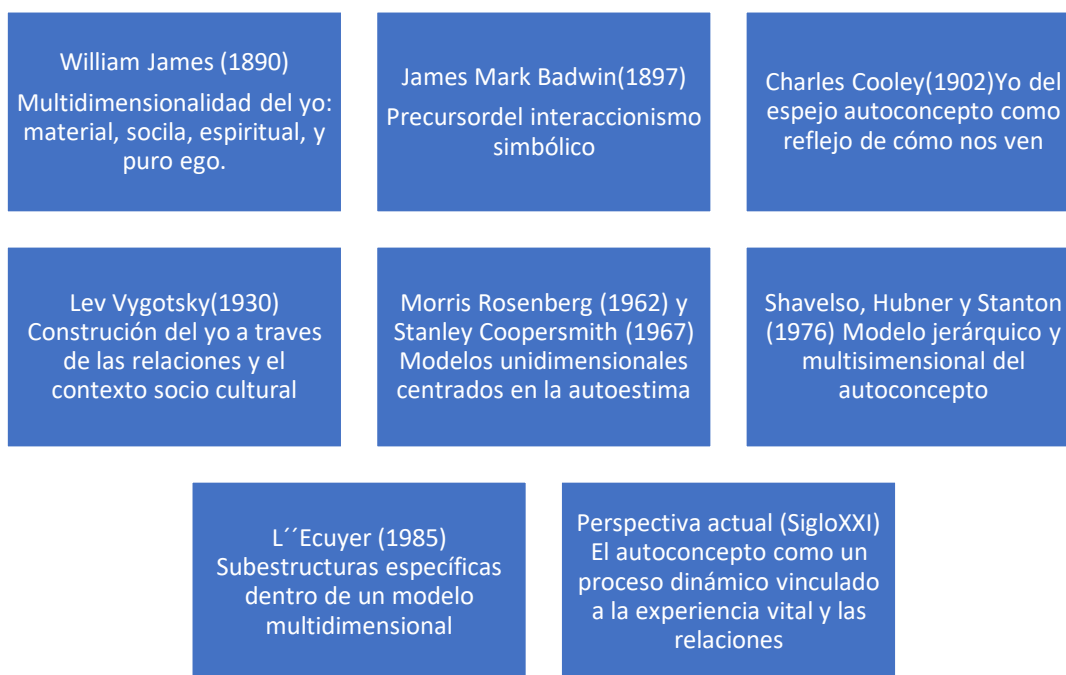 William James (1890)
Multidimensionalidad del yo:
material, socila, espiritual, y
puro ego.
James Mark Badwin(1897)
Precursordel interaccionismo
simbólico
Charles Cooley(1902)Yo del
espejo autoconcepto como
reflejo de cómo nos ven
Lev Vygotsky(1930)
Construción del yo a traves
de las relaciones y el
contexto socio cultural
Morris Rosenberg (1962) y
Stanley Coopersmith (1967)
Modelos unidimensionales
centrados en la autoestima
Shavelso, Hubner y Stanton
(1976) Modelo jerárquico y
multisimensional del
autoconcepto
L´´Ecuyer (1985)
Subestructuras específicas
dentro de un modelo
multidimensional
Perspectiva actual (SigloXXI)
El autoconcepto como un
proceso dinámico vinculado
a la experiencia vital y las
relaciones